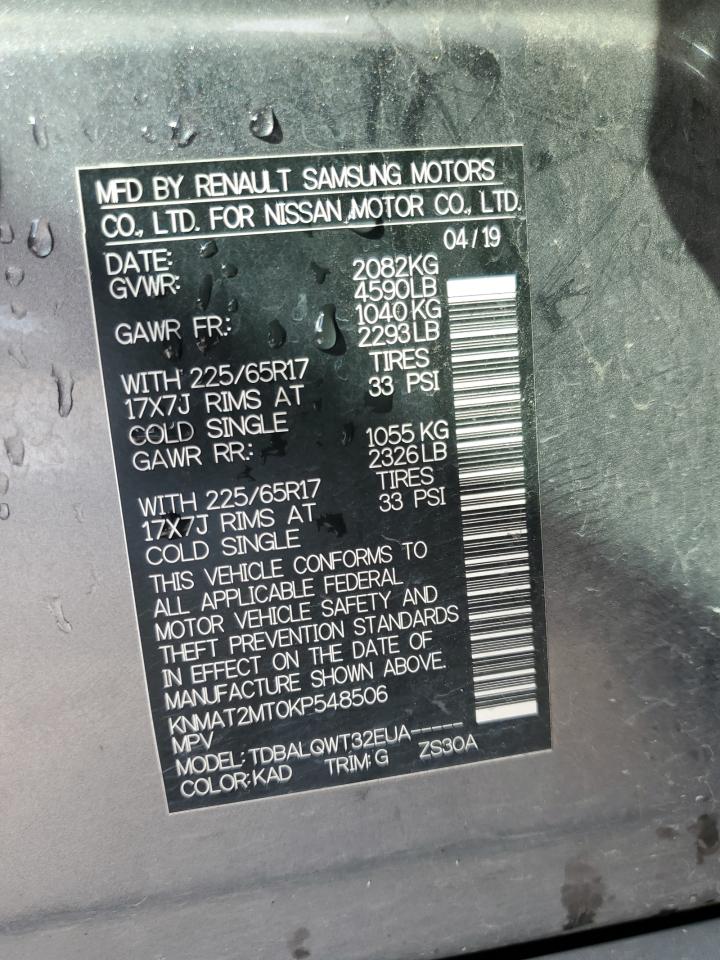 MFD BY RENAULT SAMSUNG MOTORS
CO., LTD. FOR NISSAN MOTOR CO., LTD.
DATE: 04/19
GVWR: 2082KG
4590LB
GAWR FR: 1040KG
2293LB
WITH 225/65R17 TIRES
17X7J RIMS AT 33 PSI
COLD SINGLE
GAWR RR: 1055 KG
2326LB
WITH 225/65R17 TIRES
17X7J RIMS AT 33 PSI
COLD SINGLE
THIS VEHICLE CONFORMS TO
ALL APPLICABLE FEDERAL
MOTOR VEHICLE SAFETY AND
THEFT PREVENTION STANDARDS
IN EFFECT ON THE DATE OF
MANUFACTURE SHOWN ABOVE.
KNMAT2MT0KP548506
MPV
MODEL: TDBALQWT32EUA-----
COLOR: KAD TRIM: G ZS30A